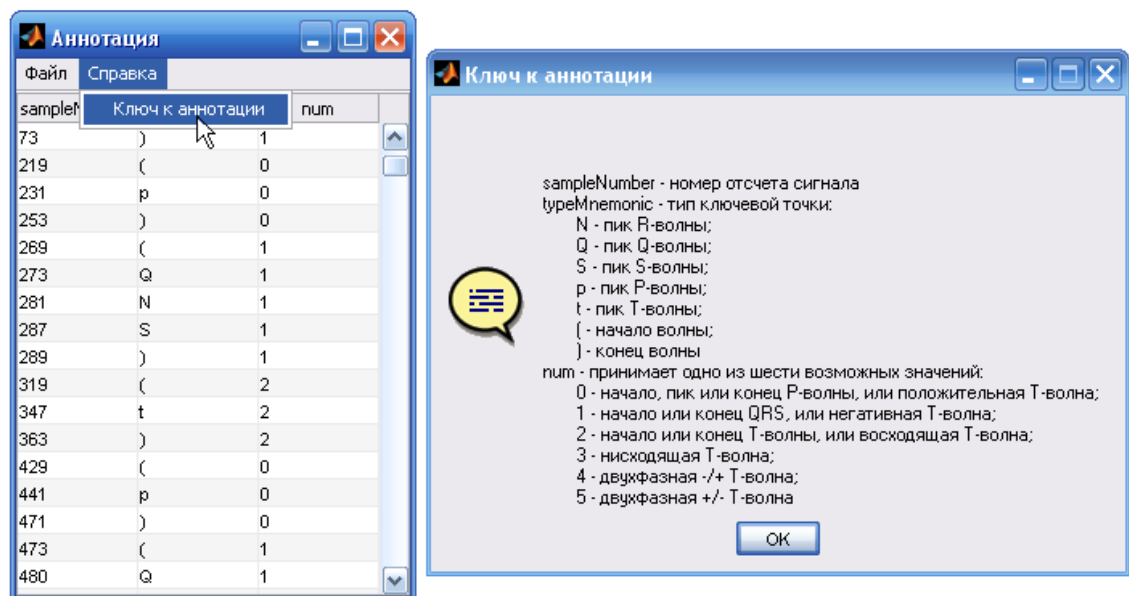 Аннотация
Файл Справка
sampleN Ключ к аннотации num
73 ) 1
219 ( 0
231 p 0
253 ) 0
269 ( 1
273 Q 1
281 N 1
287 S 1
289 ) 1
319 ( 2
347 t 2
363 ) 2
429 ( 0
441 p 0
471 ) 0
473 ( 1
480 Q 1
Ключ к аннотации
sampleNumber - номер отсчета сигнала
typeMnemonic - тип ключевой точки:
N - пик R-волны;
Q - пик Q-волны;
S - пик S-волны;
p - пик P-волны;
t - пик T-волны;
( - начало волны;
) - конец волны
num - принимает одно из шести возможных значений:
0 - начало, пик или конец P-волны, или положительная T-волна;
1 - начало или конец QRS, или негативная T-волна;
2 - начало или конец T-волны, или восходящая T-волна;
3 - нисходящая T-волна;
4 - двухфазная -/+ T-волна;
5 - двухфазная +/- T-волна
OK